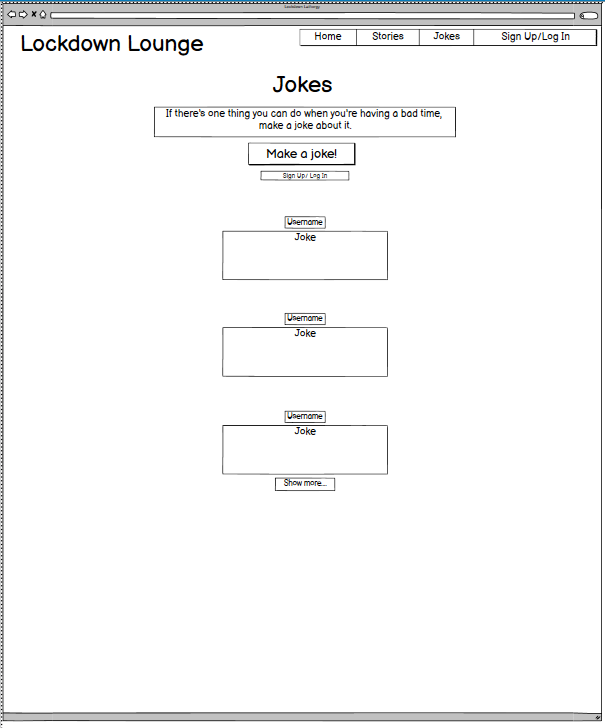 Lockdown Lounge
Home Stories Jokes Sign Up/Log In
Jokes
If there's one thing you can do when you're having a bad time,
make a joke about it.
Make a joke!
Sign Up/ Log In
Username
Joke
Username
Joke
Username
Joke
Show more...